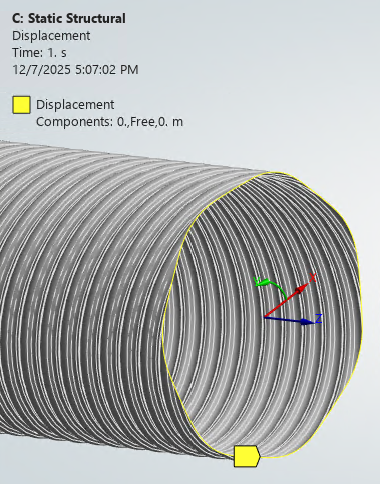 C: Static Structural
Displacement
Time: 1. s
12/7/2025 5:07:02 PM
Displacement
Components: 0.,Free,0. m
Z